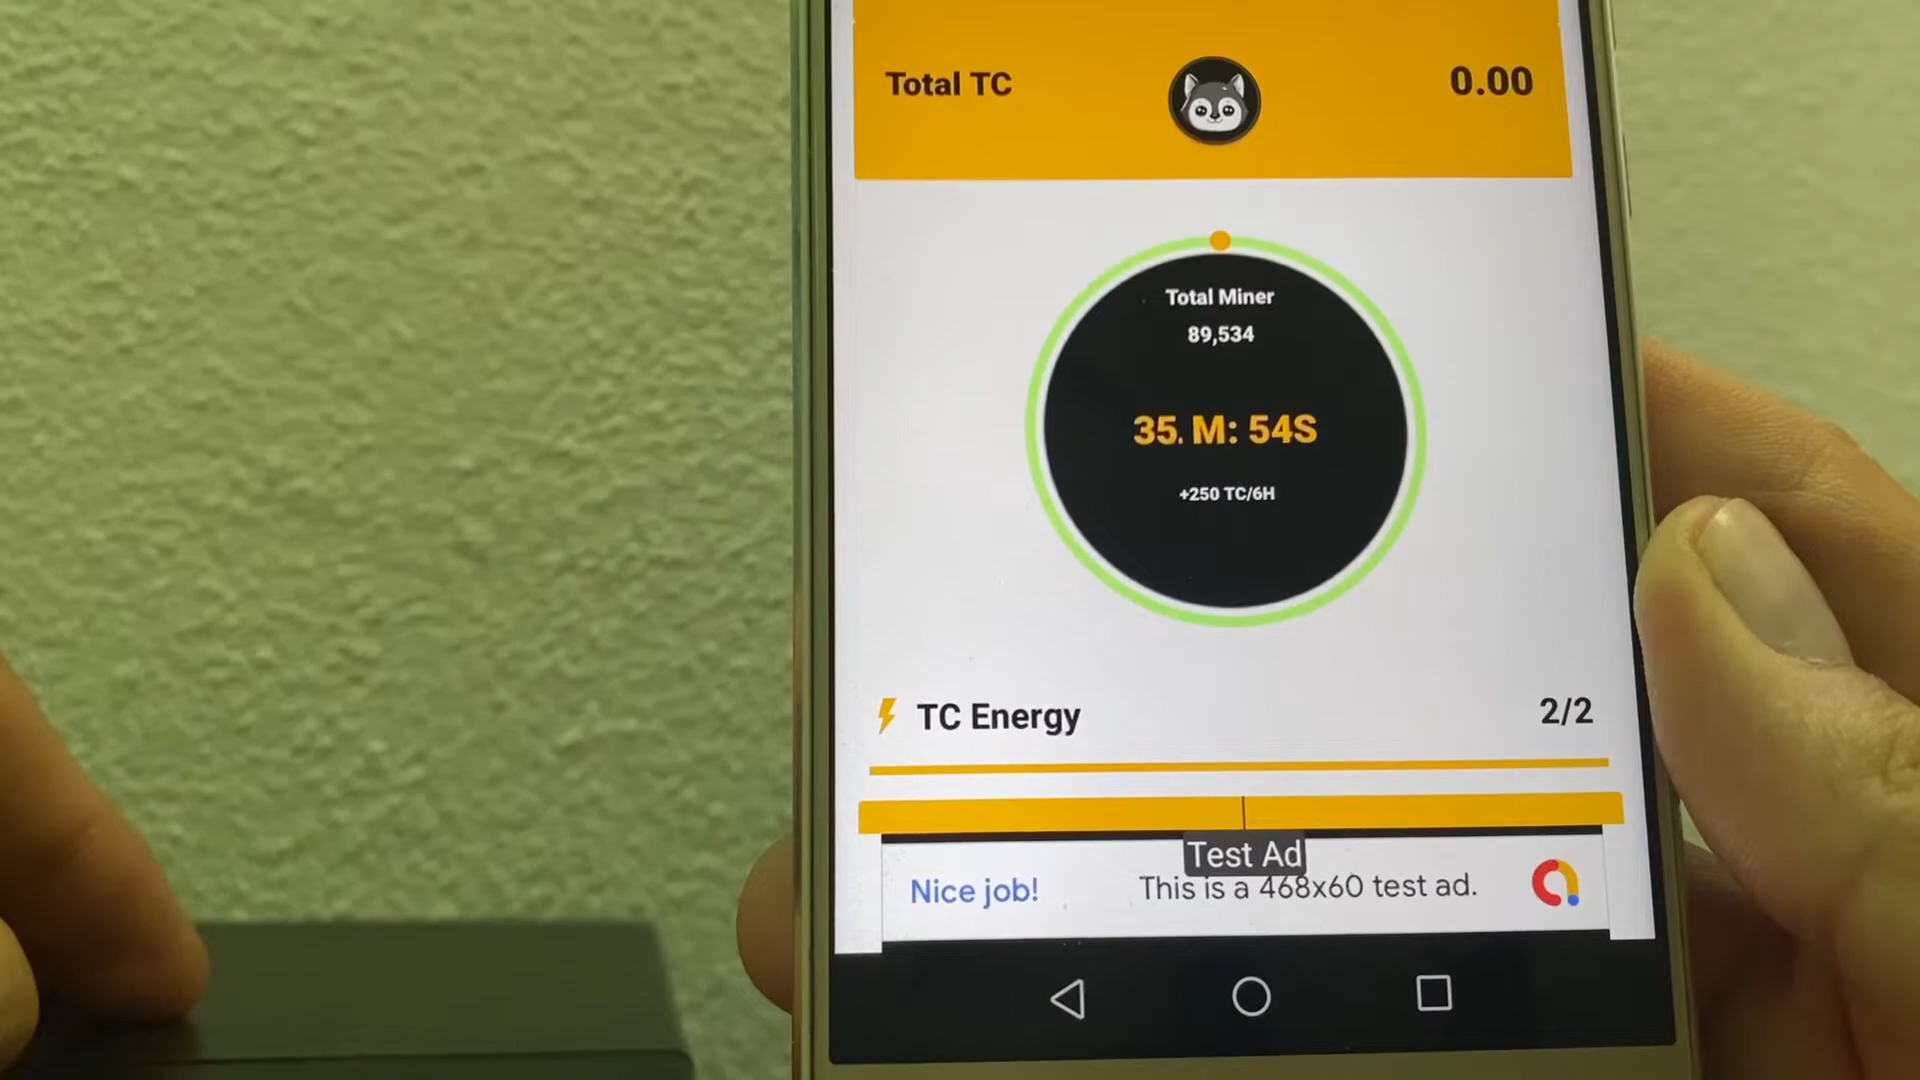 Total TC
0.00
Total Miner
89,534
35. M: 54S
+250 TC/6H
TC Energy
2/2
Test Ad
Nice job!
This is a 468x60 test ad.